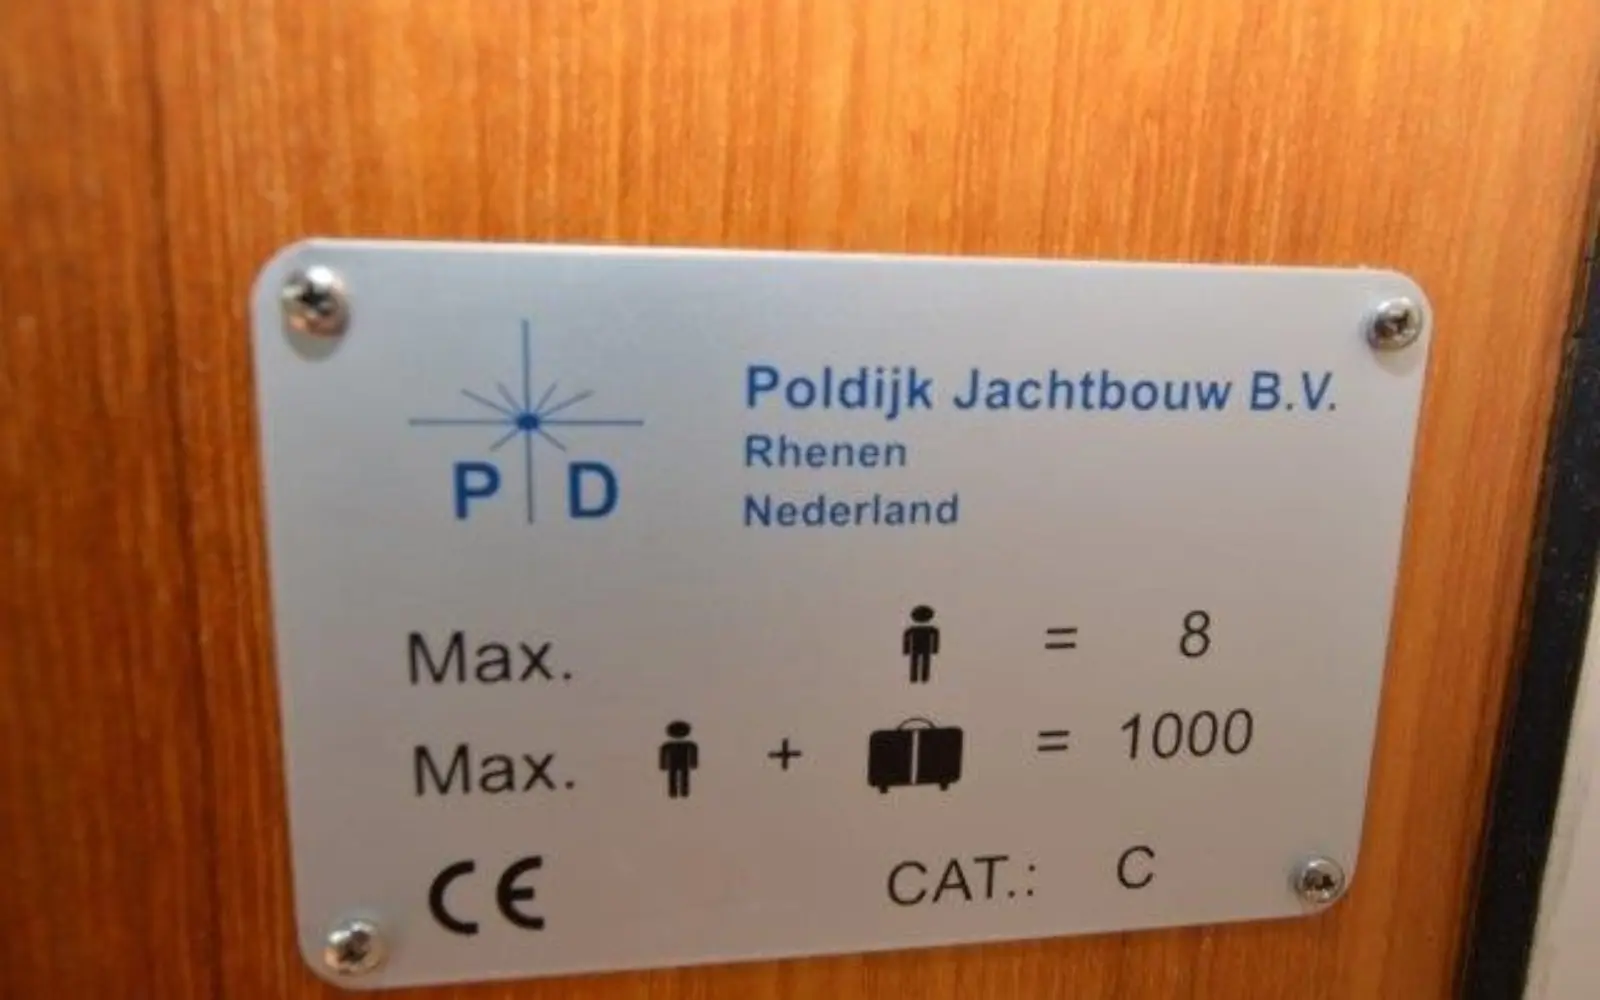 P D
Poldijk Jachtbouw B.V.
Rhenen
Nederland
Max. = 8
Max. + = 1000
CE
CAT.: C